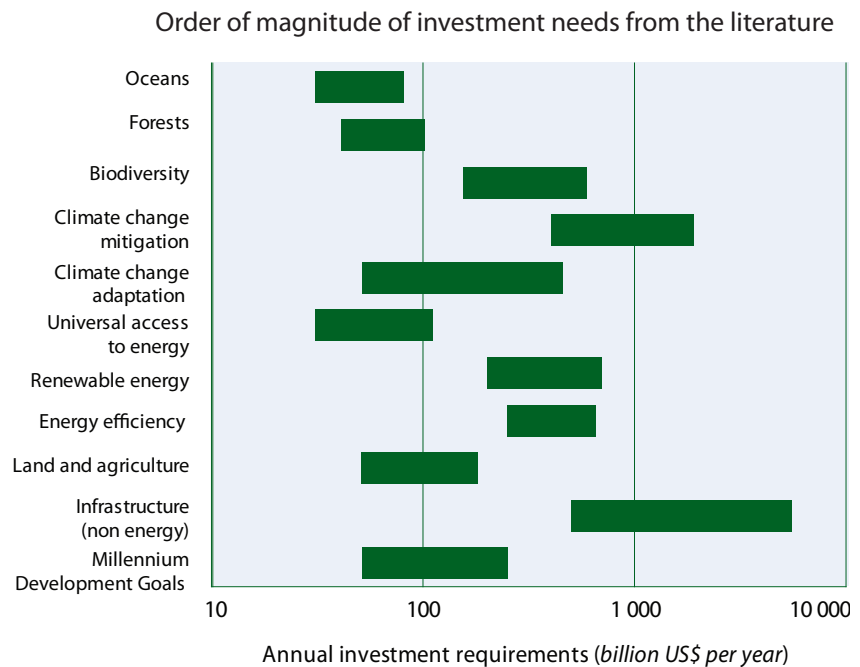 Order of magnitude of investment needs from the literature
Oceans
Forests
Biodiversity
Climate change
mitigation
Climate change
adaptation
Universal access
to energy
Renewable energy
Energy efficiency
Land and agriculture
Infrastructure
(non energy)
Millennium
Development Goals
10 100 1 000 10 000
Annual investment requirements (billion US$ per year)